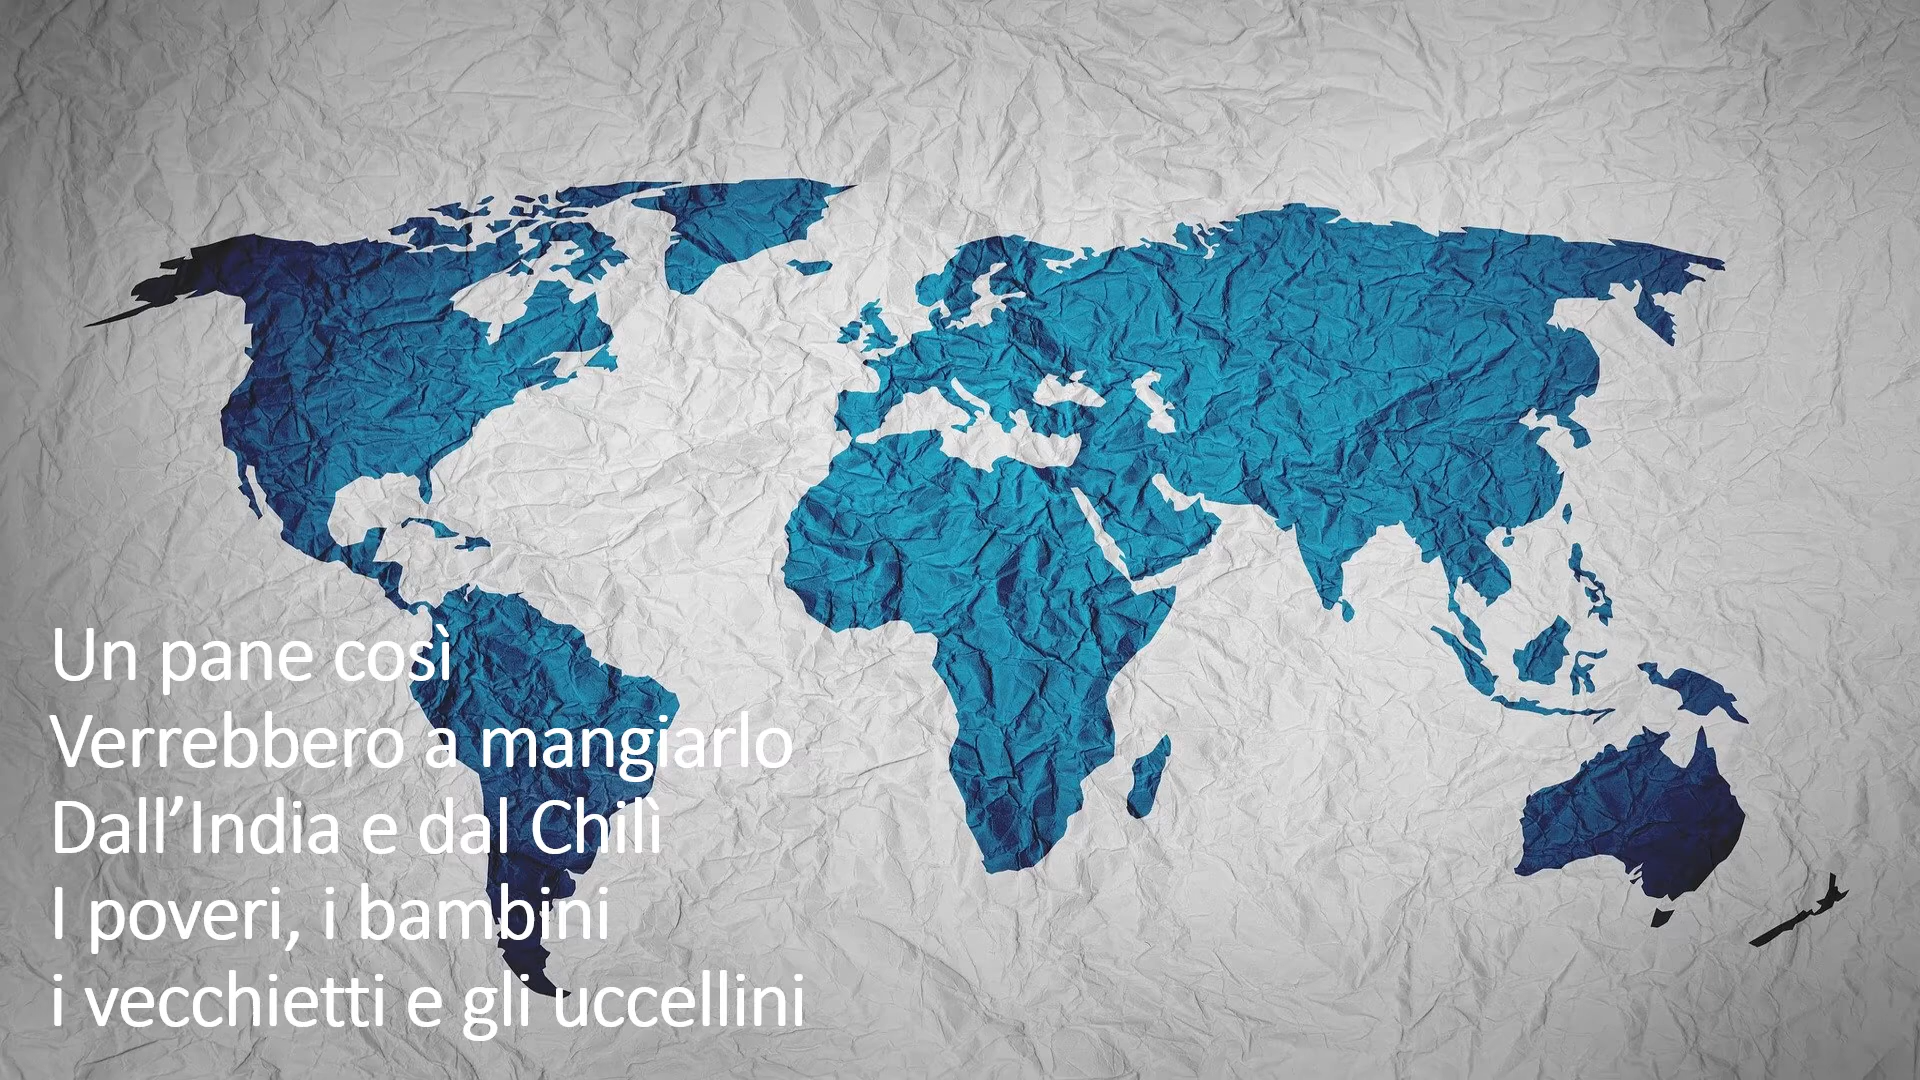 Un pane così
Verrebbero a mangiarlo
Dall’India e dal Chilì
I poveri, i bambini
i vecchietti e gli uccellini